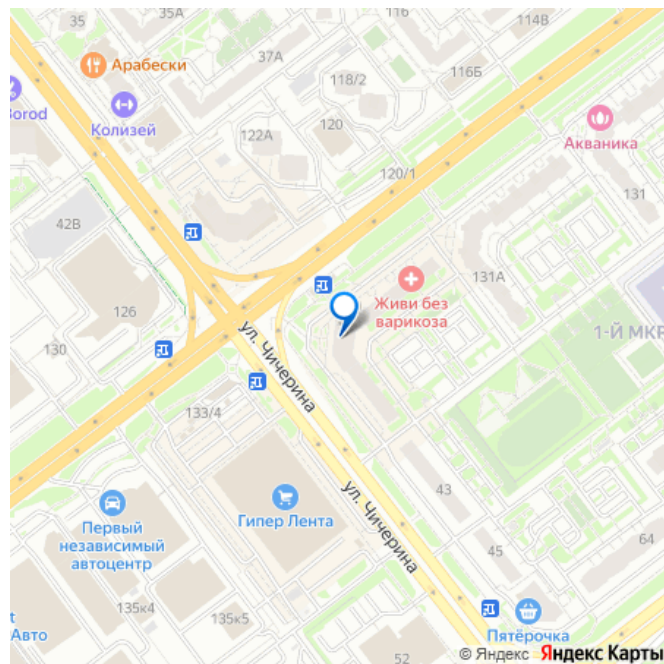 35
35А
116
114В
Арабески
37А
116Б
118/2
Borod
Колизей
120
122А
Акваника
120/1
131
42В
131А
Живи без
варикоза
126
1-Й МКР
130
ул. Чичерина
133/4
43
ул. Чичерина
Гипер Лента
Первый
независимый
автоцентр
45
64
135к4
135к5
t
Авто
Пятёрочка
52
© Яндекс Яндекс Карты